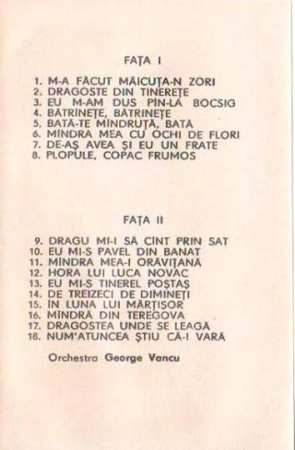 FAȚA I
1. M-A FĂCUT MĂICUȚA-N ZORI
2. DRAGOSTE DIN TINEREȚE
3. EU M-AM DUS PIN-LA BOCSIG
4. BĂTRINEȚE, BĂTRINEȚE
5. BATĂ-TE MÎNDRUȚĂ, BATĂ
6. MÎNDRA MEA CU OCHI DE FLORI
7. DE-AȘ AVEA ȘI EU UN FRATE
8. PLOPULE, COPAC FRUMOS
FAȚA II
9. DRAGU MI-I SĂ CÎNT PRIN SAT
10. EU MI-S PAVEL DIN BANAT
11. MÎNDRA MEA-I ORĂVIȚANĂ
12. HORA LUI LUCA NOVAC
13. EU MI-S TINEREL POȘTAȘ
14. DE TREIZECI DE DIMINEȚI
15. ÎN LUNA LUI MĂRȚIȘOR
16. MÎNDRĂ DIN TEREGOVA
17. DRAGOSTEA UNDE SE LEAGĂ
18. NUM'ATUNCEA ȘTIU CĂ-I VARĂ
Orchestra George Vancu